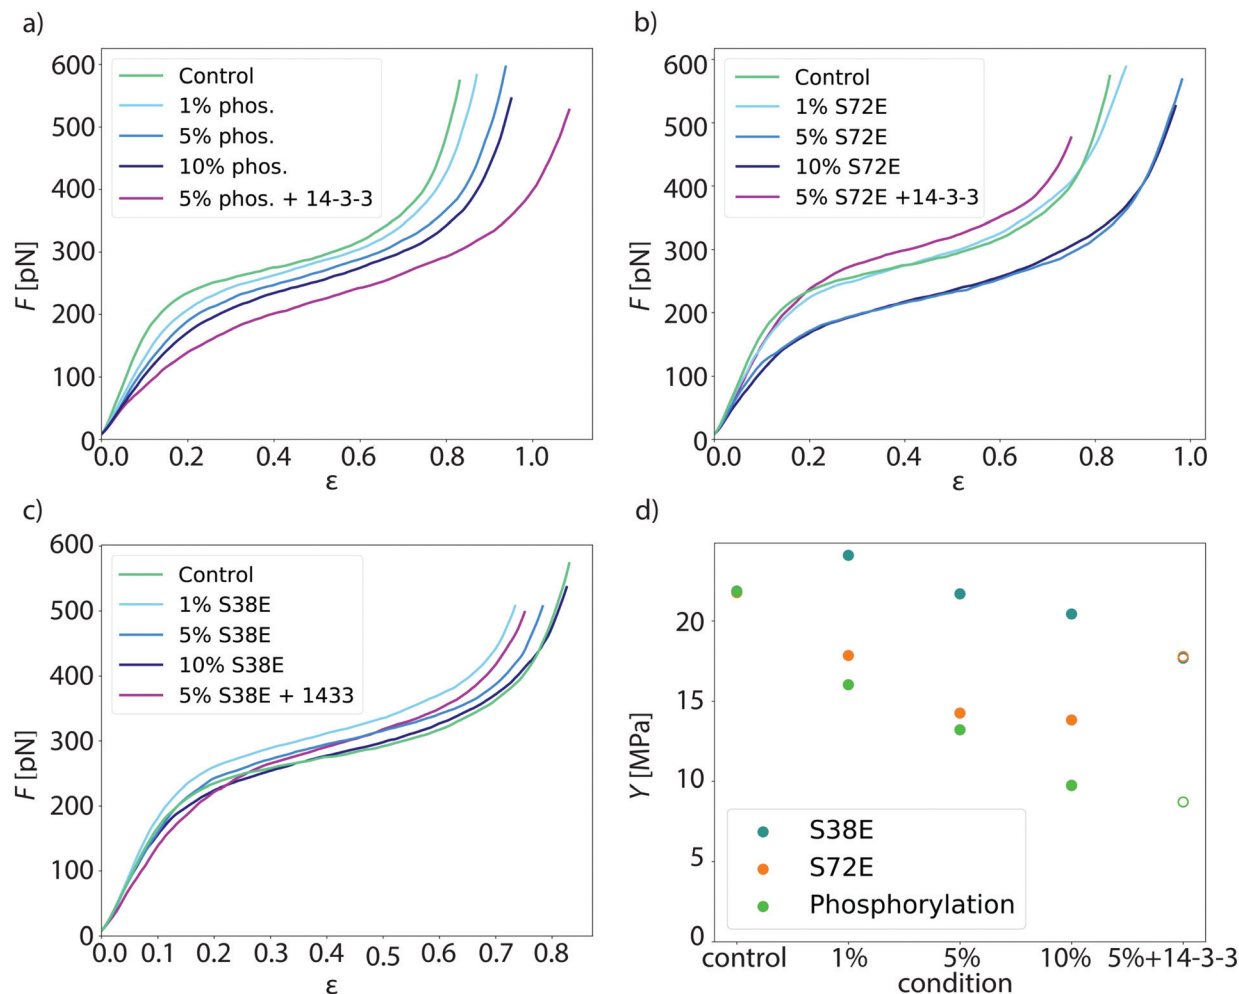 a)
600
500
400
300
200
100
0
F [pN]
Control
1% phos.
5% phos.
10% phos.
5% phos. + 14-3-3
0.0 0.2 0.4 0.6 0.8 1.0
ε
b)
600
500
400
300
200
100
0
F [pN]
Control
1% S72E
5% S72E
10% S72E
5% S72E +14-3-3
0.0 0.2 0.4 0.6 0.8 1.0
ε
c)
600
500
400
300
200
100
0
F [pN]
Control
1% S38E
5% S38E
10% S38E
5% S38E + 1433
0.0 0.1 0.2 0.3 0.4 0.5 0.6 0.7 0.8
ε
d)
20
15
10
5
0
Y [MPa]
S38E
S72E
Phosphorylation
control 1% 5% 10% 5%+14-3-3
condition